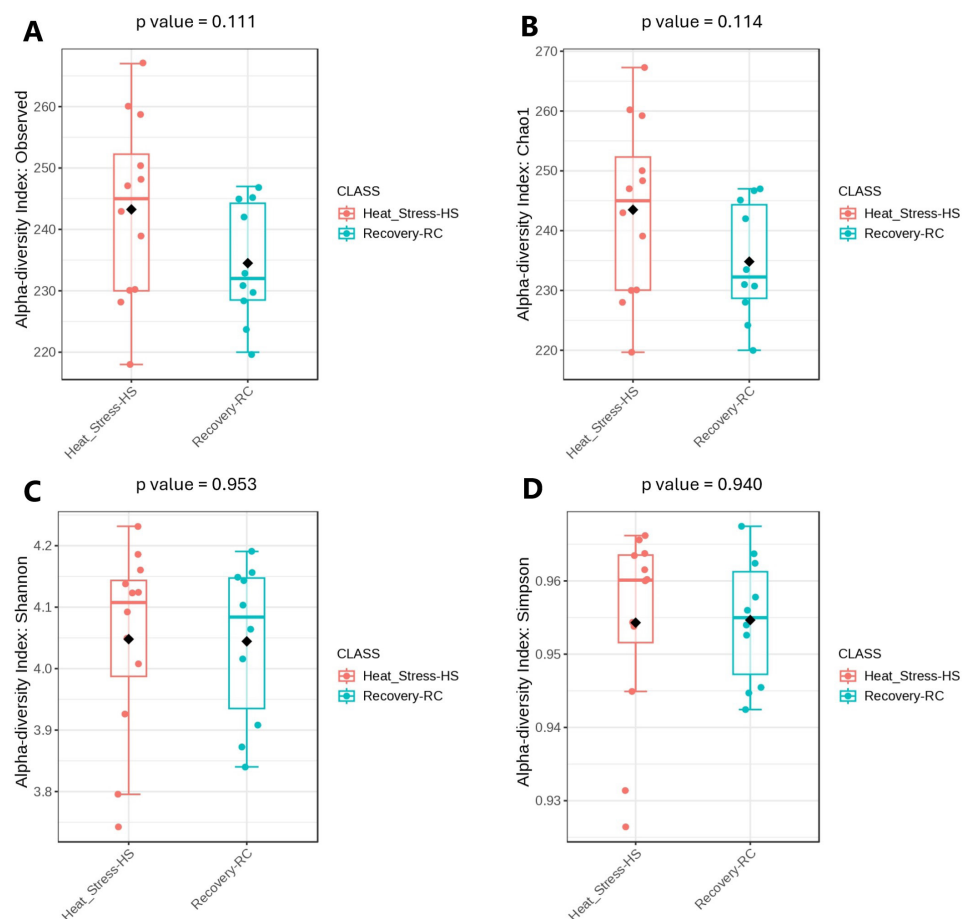 A
p value = 0.111
Alpha-diversity Index: Observed
260
250
240
230
220
Heat_Stress-HS
Recovery-RC
CLASS
Heat_Stress-HS
Recovery-RC
B
p value = 0.114
Alpha-diversity Index: Chao1
270
260
250
240
230
220
Heat_Stress-HS
Recovery-RC
CLASS
Heat_Stress-HS
Recovery-RC
C
p value = 0.953
Alpha-diversity Index: Shannon
4.2
4.1
4.0
3.9
3.8
Heat_Stress-HS
Recovery-RC
CLASS
Heat_Stress-HS
Recovery-RC
D
p value = 0.940
Alpha-diversity Index: Simpson
0.96
0.95
0.94
0.93
Heat_Stress-HS
Recovery-RC
CLASS
Heat_Stress-HS
Recovery-RC